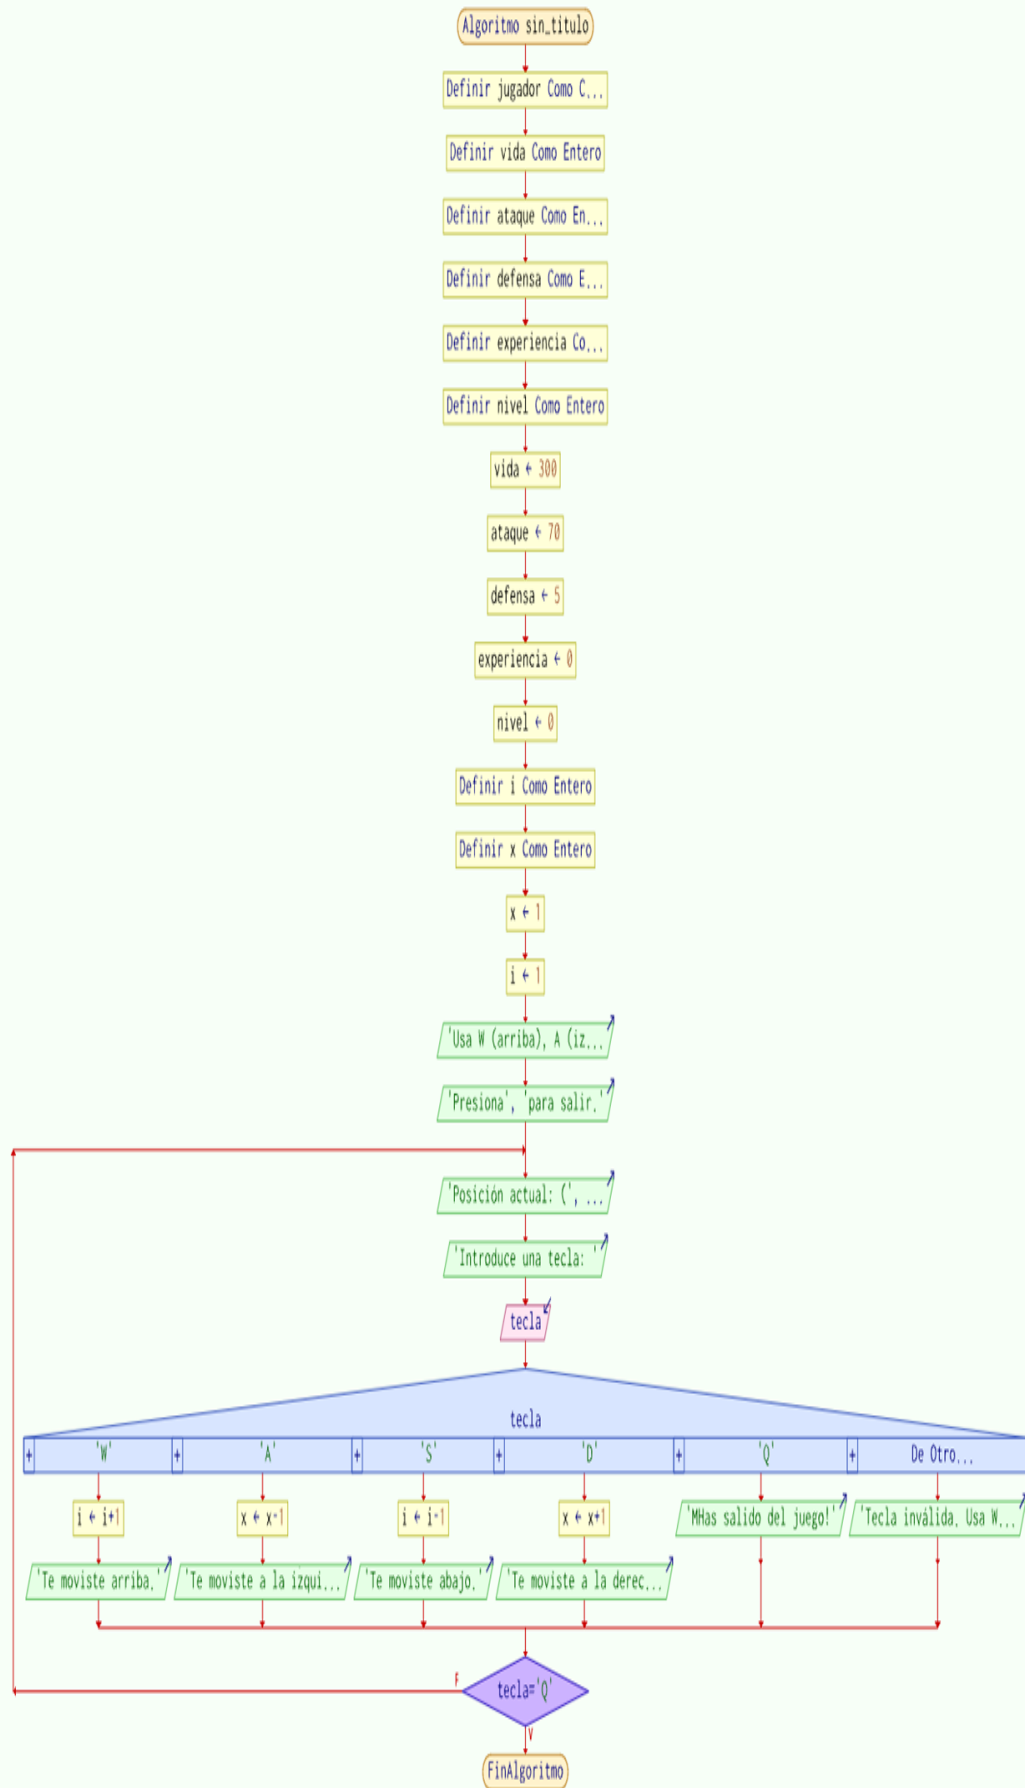 Algoritmo sin_titulo
Definir jugador Como C...
Definir vida Como Entero
Definir ataque Como En...
Definir defensa Como E...
Definir experiencia Co...
Definir nivel Como Entero
vida ← 300
ataque ← 70
defensa ← 5
experiencia ← 0
nivel ← 0
Definir i Como Entero
Definir x Como Entero
x ← 1
i ← 1
'Usa W (arriba), A (iz...
'Presiona', 'para salir.'
'Posición actual: (', ...
'Introduce una tecla: '
tecla
tecla
+ 'W' + 'A' + 'S' + 'D' + 'Q' + De Otro...
i ← i+1 x ← x-1 i ← i-1 x ← x+1 'MHas salido del juego!' 'Tecla inválida. Usa W...
'Te moviste arriba.' 'Te moviste a la izqui... 'Te moviste abajo.' 'Te moviste a la derec...
F tecla='Q'
V
FinAlgoritmo